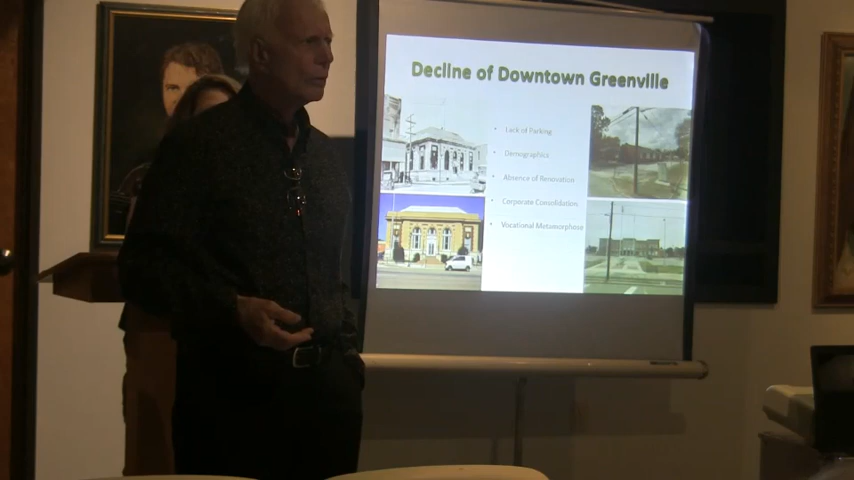 Decline of Downtown Greenville
• Lack of Parking
• Demographics
• Absence of Renovation
• Corporate Consolidation
• Vocational Metamorphose